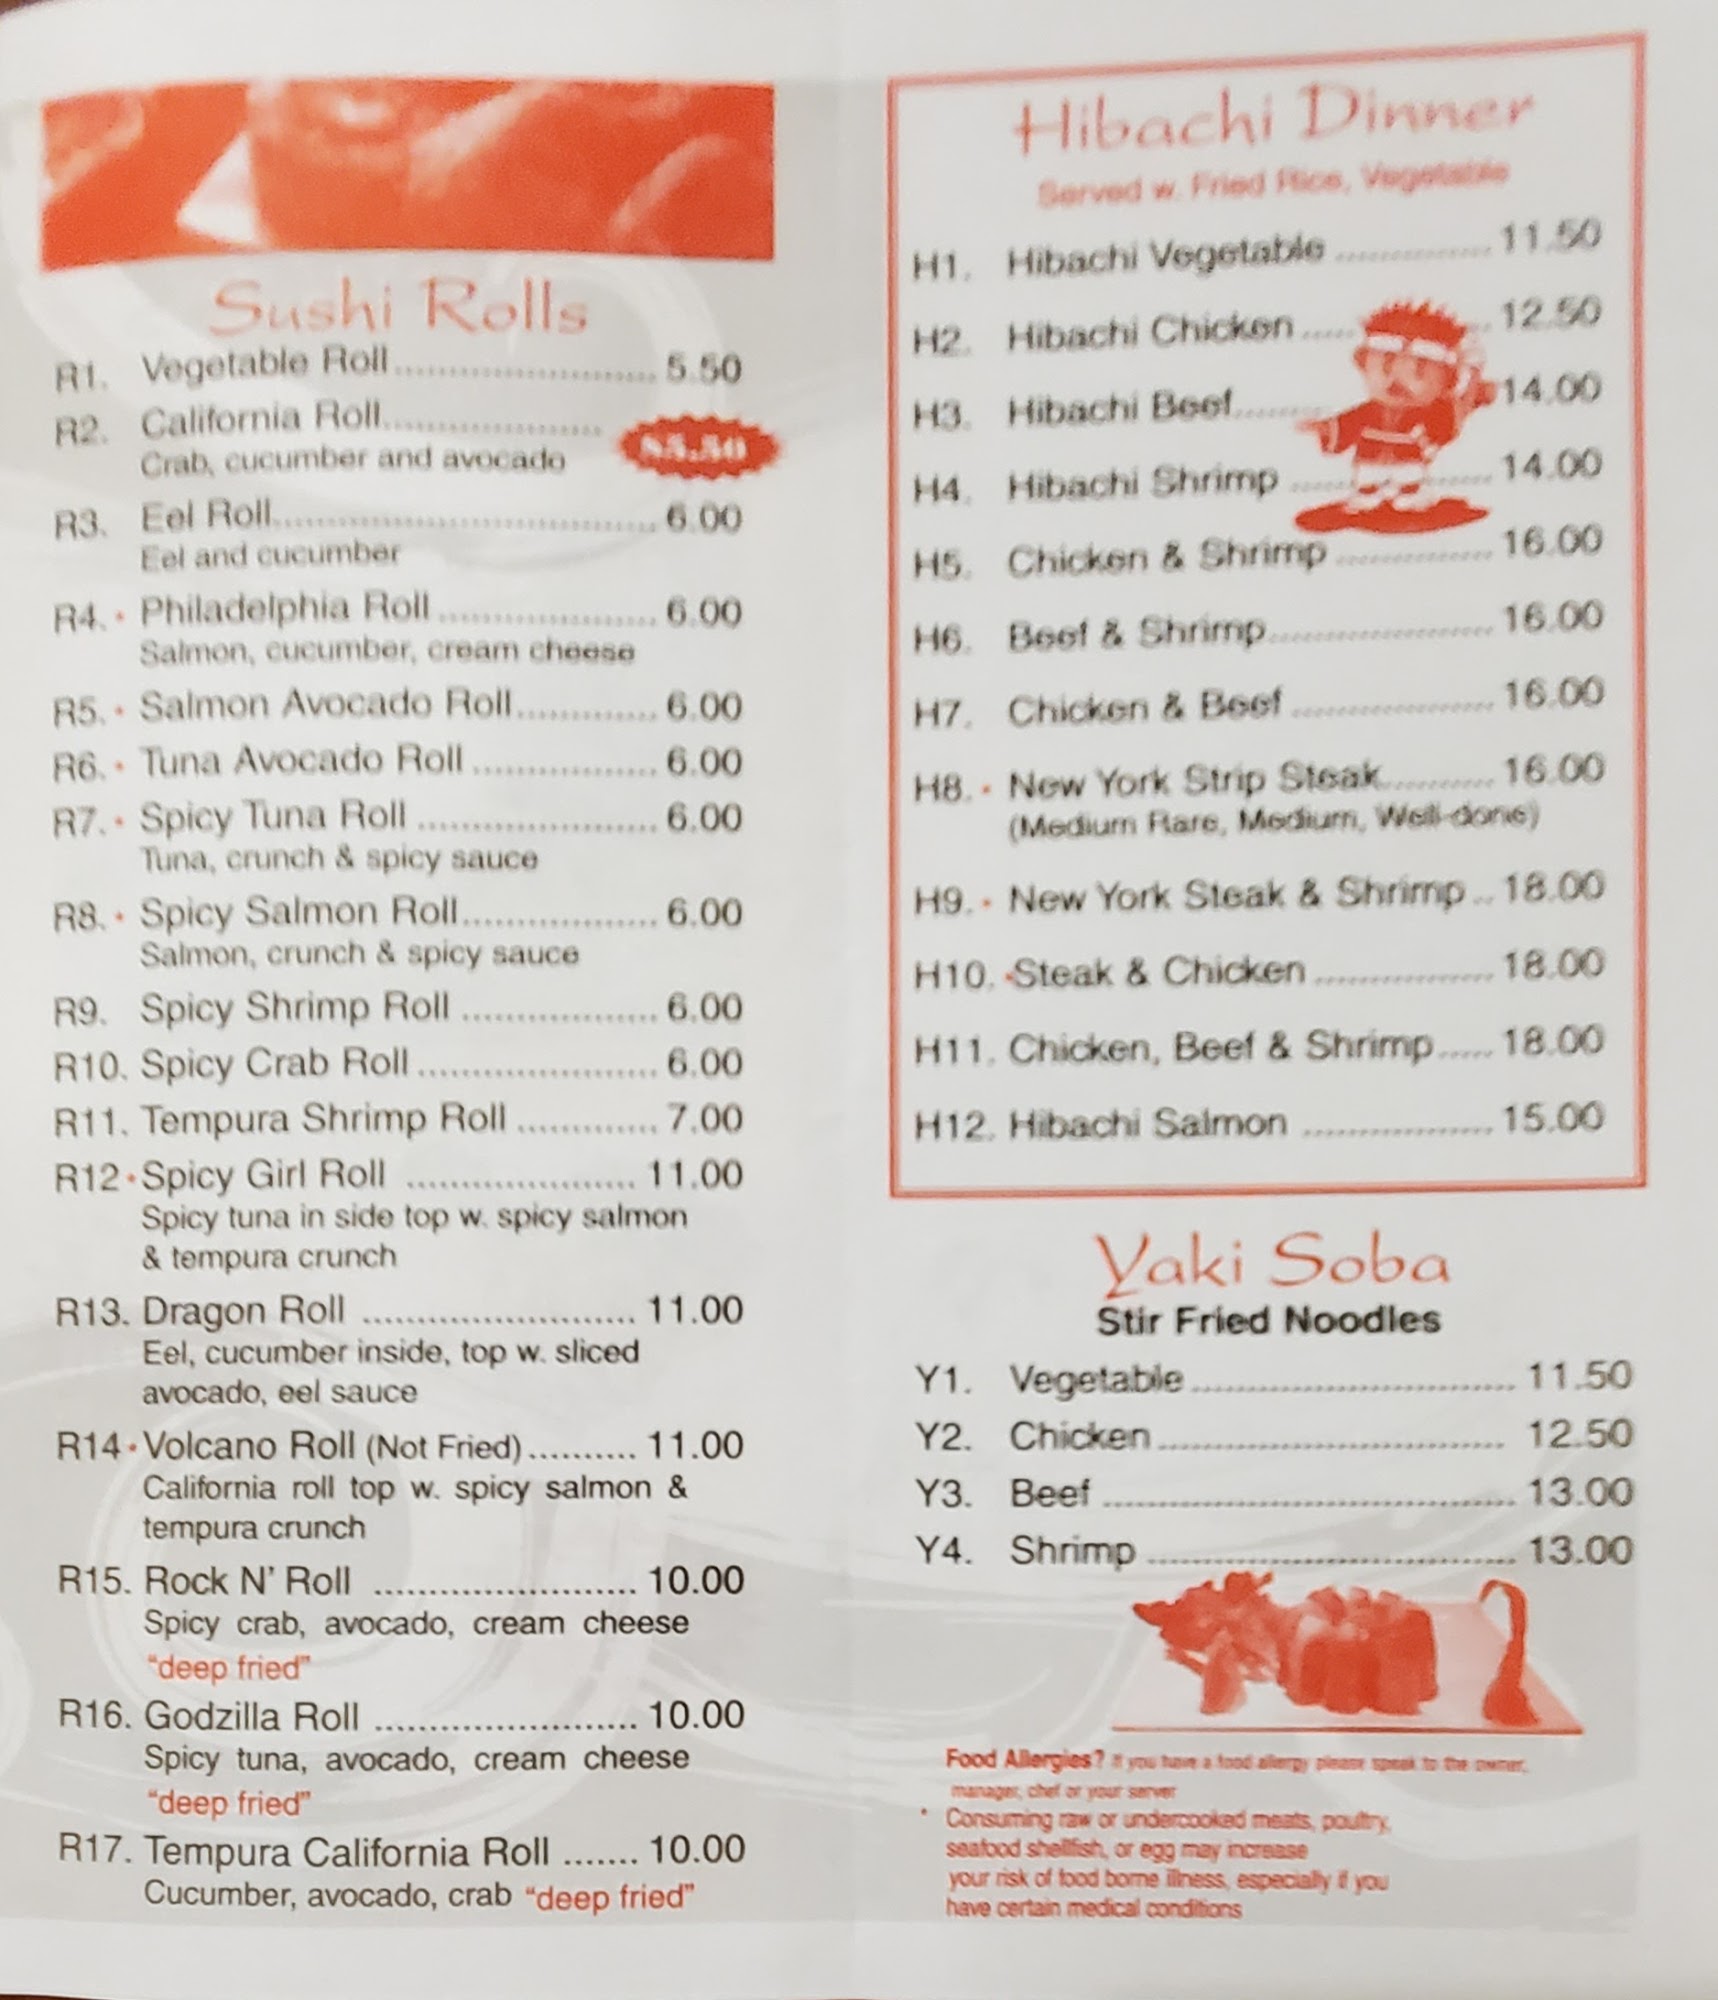 Sushi Rolls
R1. Vegetable Roll.......................... 5.50
R2. California Roll...................... $5.50
Crab, cucumber and avocado
R3. Eel Roll...................................... 6.00
Eel and cucumber
R4. • Philadelphia Roll ..................... 6.00
Salmon, cucumber, cream cheese
R5. • Salmon Avocado Roll.............. 6.00
R6. • Tuna Avocado Roll .................. 6.00
R7. • Spicy Tuna Roll ........................ 6.00
Tuna, crunch & spicy sauce
R8. • Spicy Salmon Roll.................... 6.00
Salmon, crunch & spicy sauce
R9. Spicy Shrimp Roll .................... 6.00
R10. Spicy Crab Roll ........................ 6.00
R11. Tempura Shrimp Roll .............. 7.00
R12 • Spicy Girl Roll ...................... 11.00
Spicy tuna in side top w. spicy salmon
& tempura crunch
R13. Dragon Roll .......................... 11.00
Eel, cucumber inside, top w. sliced
avocado, eel sauce
R14 • Volcano Roll (Not Fried)........... 11.00
California roll top w. spicy salmon &
tempura crunch
R15. Rock N' Roll ......................... 10.00
Spicy crab, avocado, cream cheese
"deep fried"
R16. Godzilla Roll ......................... 10.00
Spicy tuna, avocado, cream cheese
"deep fried"
R17. Tempura California Roll ....... 10.00
Cucumber, avocado, crab "deep fried"
Hibachi Dinner
Served w. Fried Rice, Vegetable
H1. Hibachi Vegetable ............... 11.50
H2. Hibachi Chicken..... 12.50
H3. Hibachi Beef....... 14.00
H4. Hibachi Shrimp .................... 14.00
H5. Chicken & Shrimp ............... 16.00
H6. Beef & Shrimp...................... 16.00
H7. Chicken & Beef .................... 16.00
H8. • New York Strip Steak........... 16.00
(Medium Rare, Medium, Well-done)
H9. • New York Steak & Shrimp .. 18.00
H10. •Steak & Chicken ................. 18.00
H11. Chicken, Beef & Shrimp...... 18.00
H12. Hibachi Salmon .................. 15.00
Yaki Soba
Stir Fried Noodles
Y1. Vegetable................................ 11.50
Y2. Chicken.................................. 12.50
Y3. Beef ....................................... 13.00
Y4. Shrimp ................................... 13.00
Food Allergies? If you have a food allergy please speak to the owner,
manager, chef or your server
• Consuming raw or undercooked meats, poultry,
seafood shellfish, or egg may increase
your risk of food borne illness, especially if you
have certain medical conditions